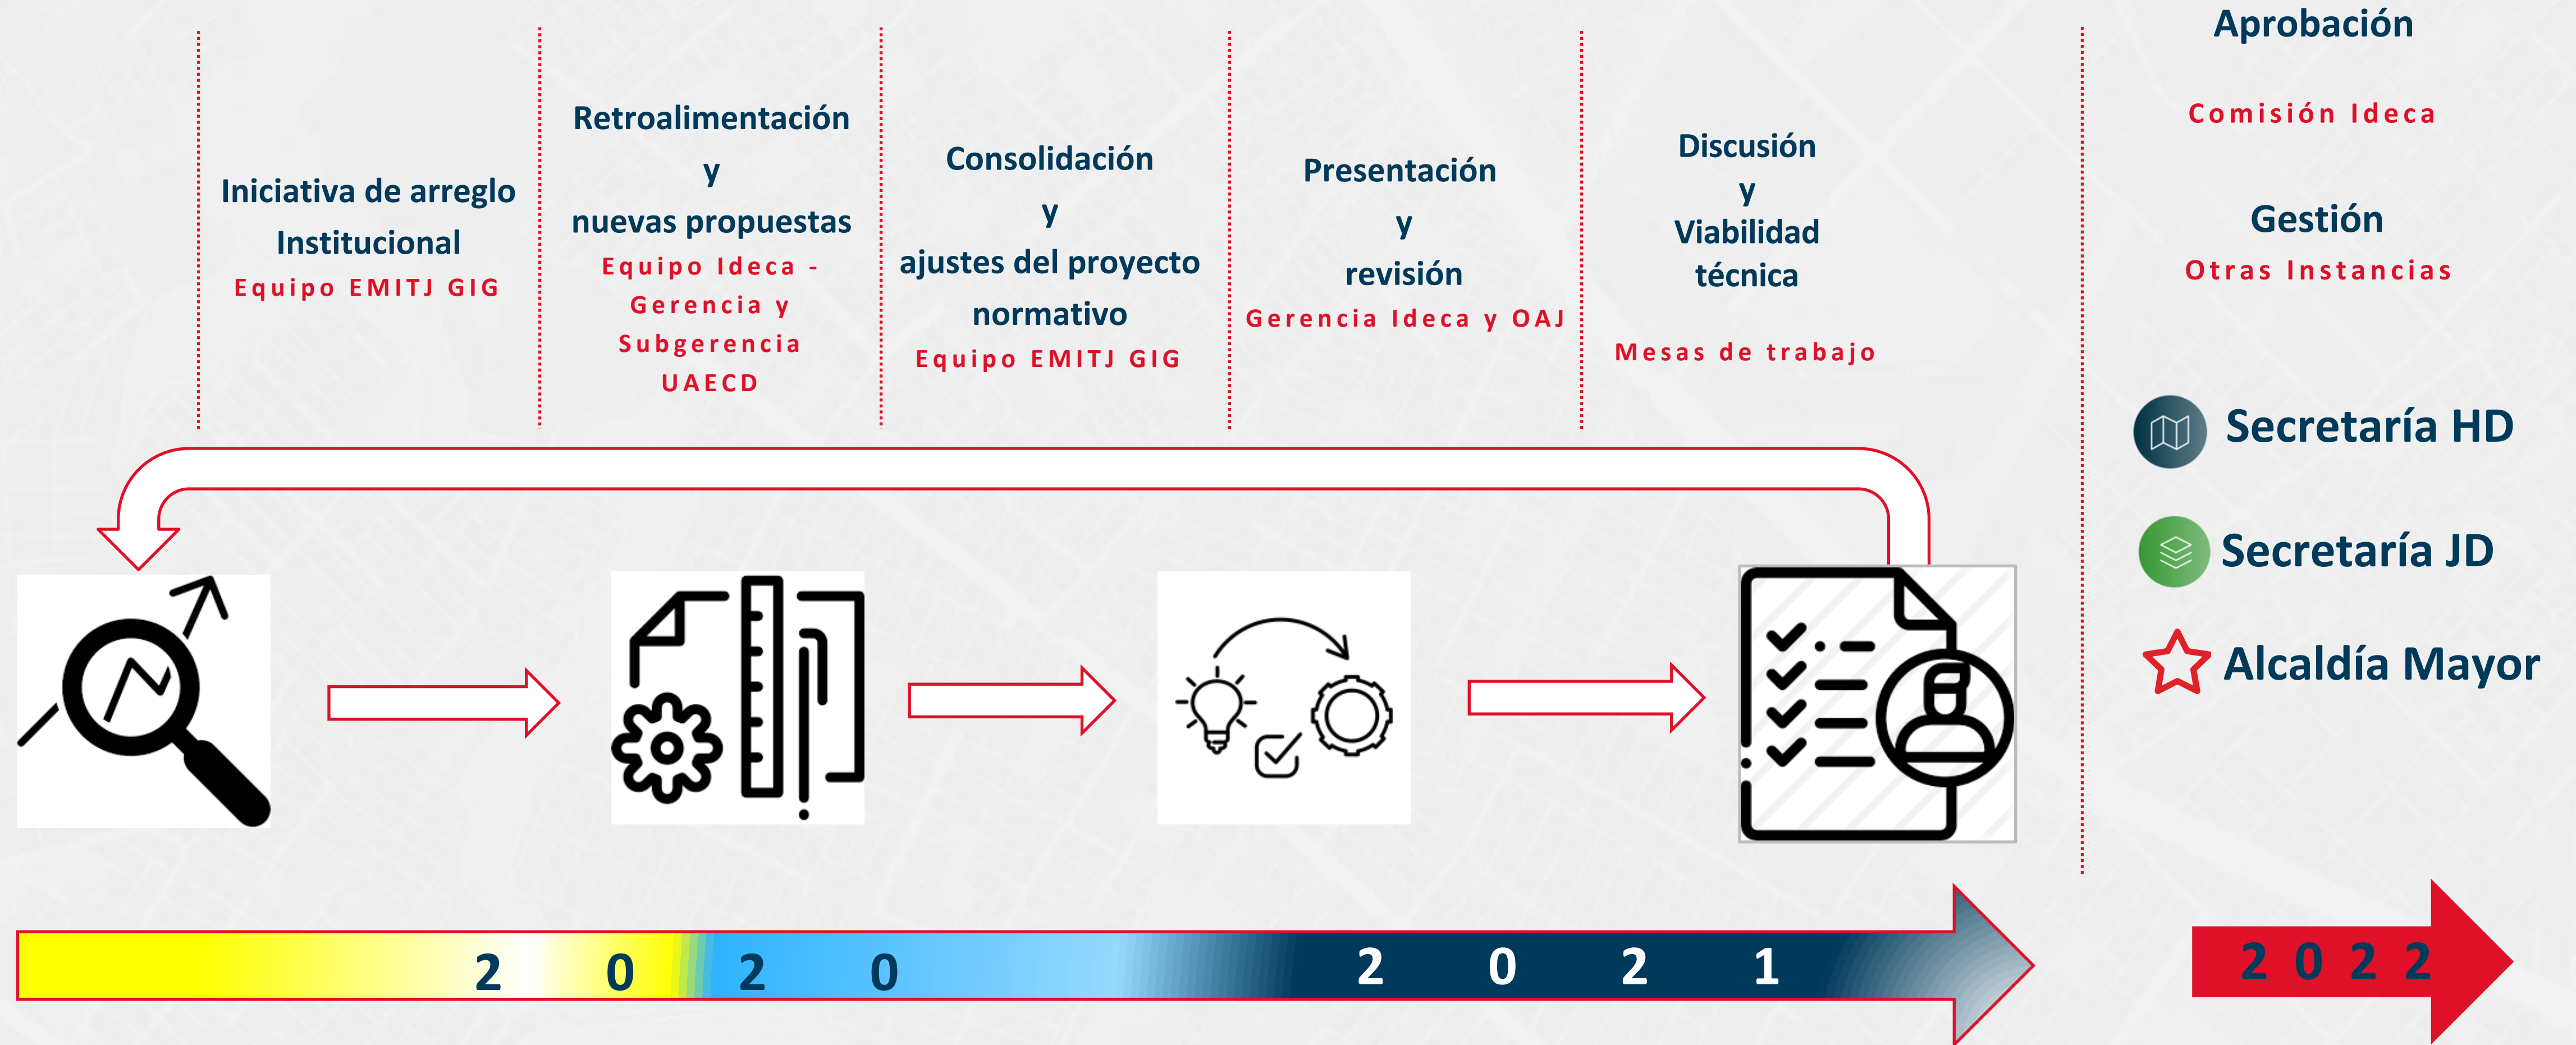 Iniciativa de arreglo
Institucional
Equipo EMITJ GIG
Retroalimentación
y
nuevas propuestas
Equipo Ideca -
Gerencia y
Subgerencia
UAECD
Consolidación
y
ajustes del proyecto
normativo
Equipo EMITJ GIG
Presentación
y
revisión
Gerencia Ideca y OAJ
Discusión
y
Viabilidad
técnica
Mesas de trabajo
Aprobación
Comisión Ideca
Gestión
Otras Instancias
Secretaría HD
Secretaría JD
Alcaldía Mayor
2 0 2 0
2 0 2 1
2 0 2 2